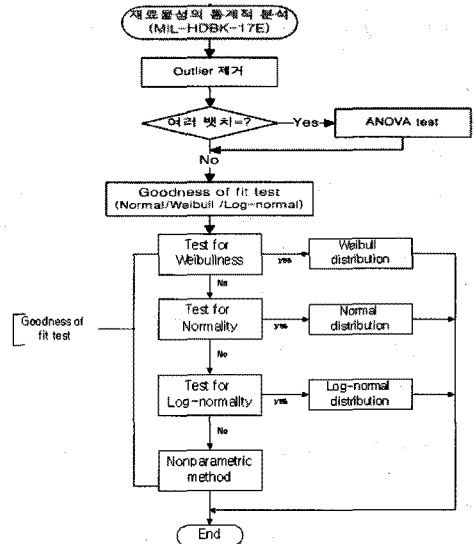 재료물성의 통계적 분석
(MIL-HDBK-17E)
Outlier 제거
여러 뱃치=?
Yes
ANOVA test
No
Goodness of fit test
(Normal/Weibull /Log-normal)
Test for
Weibullness
yes
Weibull
distribution
No
Goodness of
fit test
Test for
Normality
yes
Normal
distribution
No
Test for
Log-normality
yes
Log-normal
distribution
No
Nonparametric
method
End